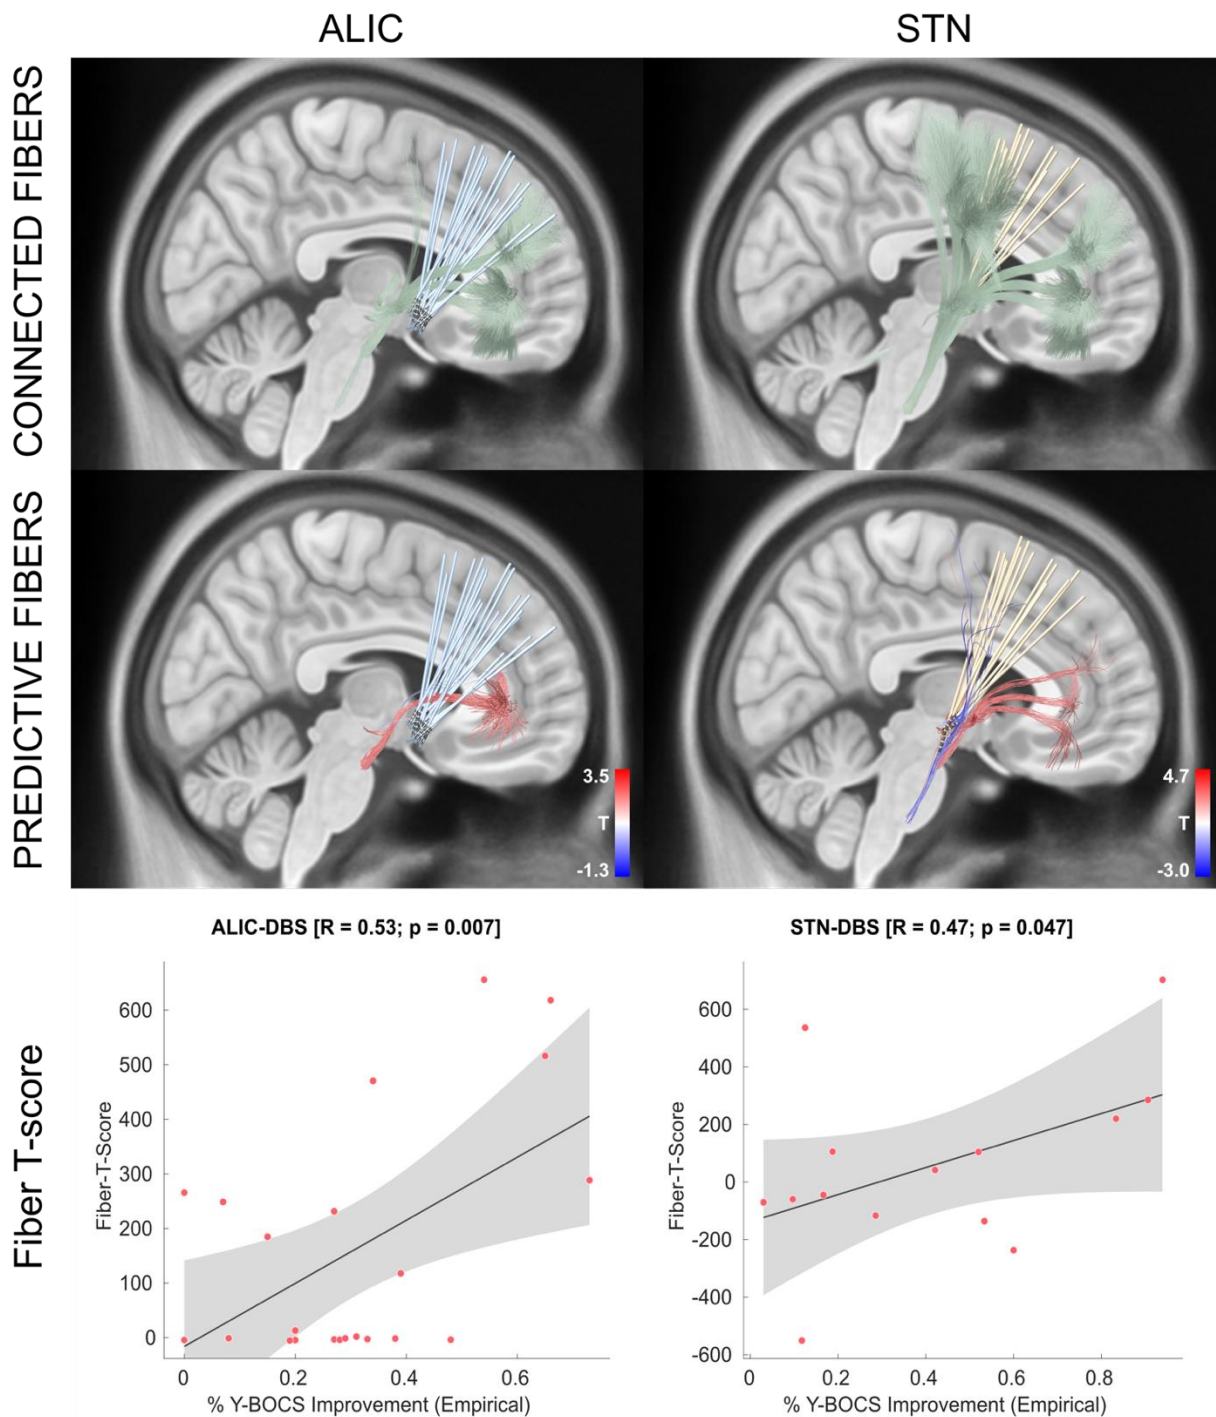 ALIC
STN
CONNECTED FIBERS
PREDICTIVE FIBERS
3.5
T
-1.3
4.7
T
-3.0
Fiber T-score
ALIC-DBS [R = 0.53; p = 0.007]
Fiber-T-Score
600
500
400
300
200
100
0
0
0.2
0.4
0.6
% Y-BOCS Improvement (Empirical)
STN-DBS [R = 0.47; p = 0.047]
Fiber-T-Score
600
400
200
0
-200
-400
-600
0
0.2
0.4
0.6
0.8
% Y-BOCS Improvement (Empirical)